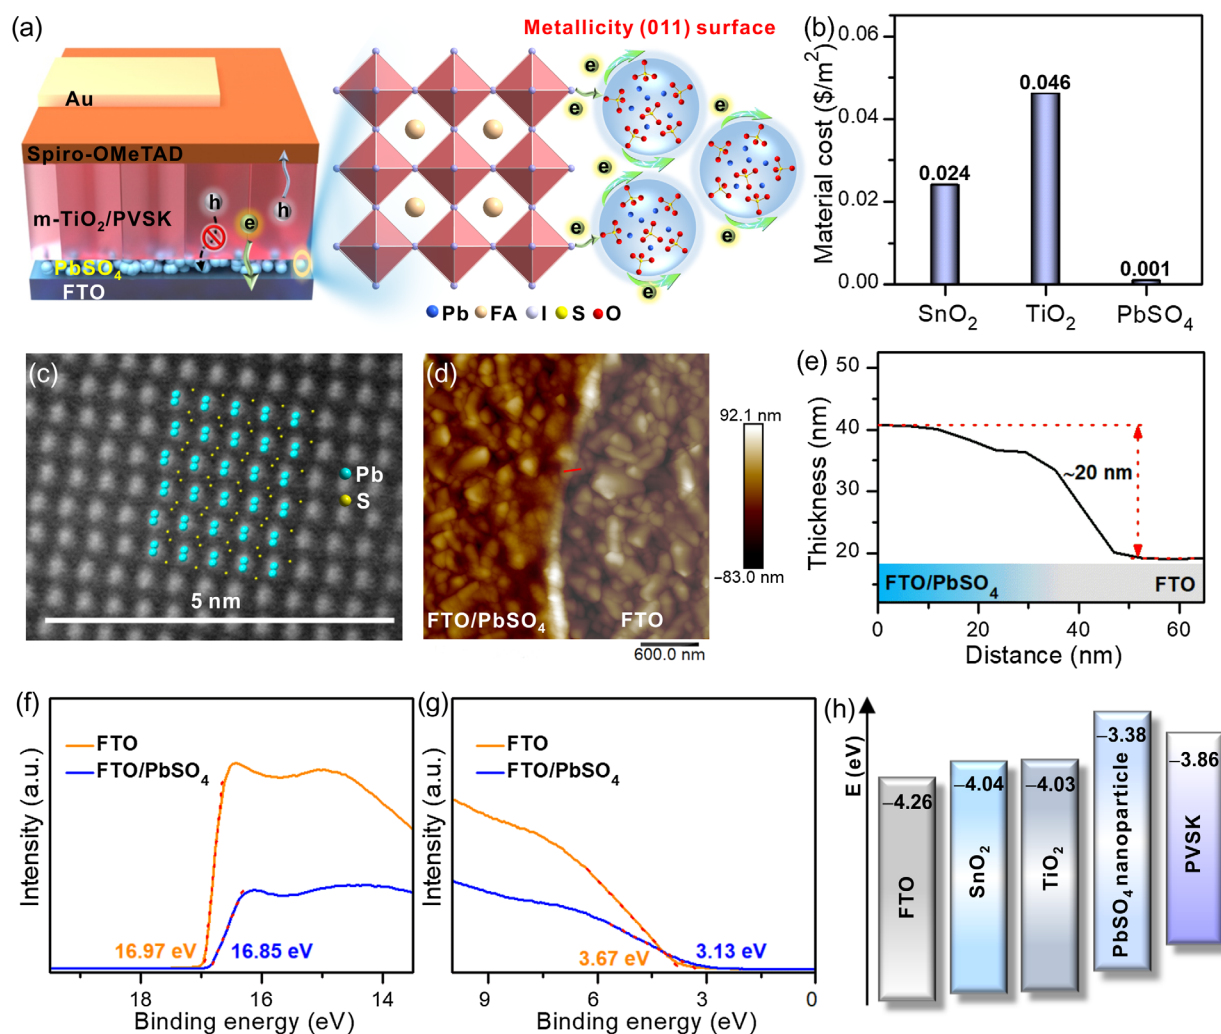 (a)
Metallicity (011) surface
Au
Spiro-OMeTAD
m-TiO₂/PVSK
h
h
e
PbSO₄
FTO
e
e
e
e
e
e
Pb FA I S O
(b)
Material cost ($/m²)
0.06
0.04
0.02
0.00
0.024
0.046
0.001
SnO₂ TiO₂ PbSO₄
(c)
Pb
S
5 nm
(d)
92.1 nm
−83.0 nm
FTO/PbSO₄ FTO
600.0 nm
(e)
Thickness (nm)
50
40
30
20
~20 nm
FTO/PbSO₄ FTO
0 20 40 60
Distance (nm)
(f)
Intensity (a.u.)
FTO
FTO/PbSO₄
16.97 eV 16.85 eV
18 16 14
Binding energy (eV)
(g)
Intensity (a.u.)
FTO
FTO/PbSO₄
3.67 eV 3.13 eV
9 6 3 0
Binding energy (eV)
(h)
E (eV)
−4.26
FTO
−4.04
SnO₂
−4.03
TiO₂
−3.38
PbSO₄ nanoparticle
−3.86
PVSK